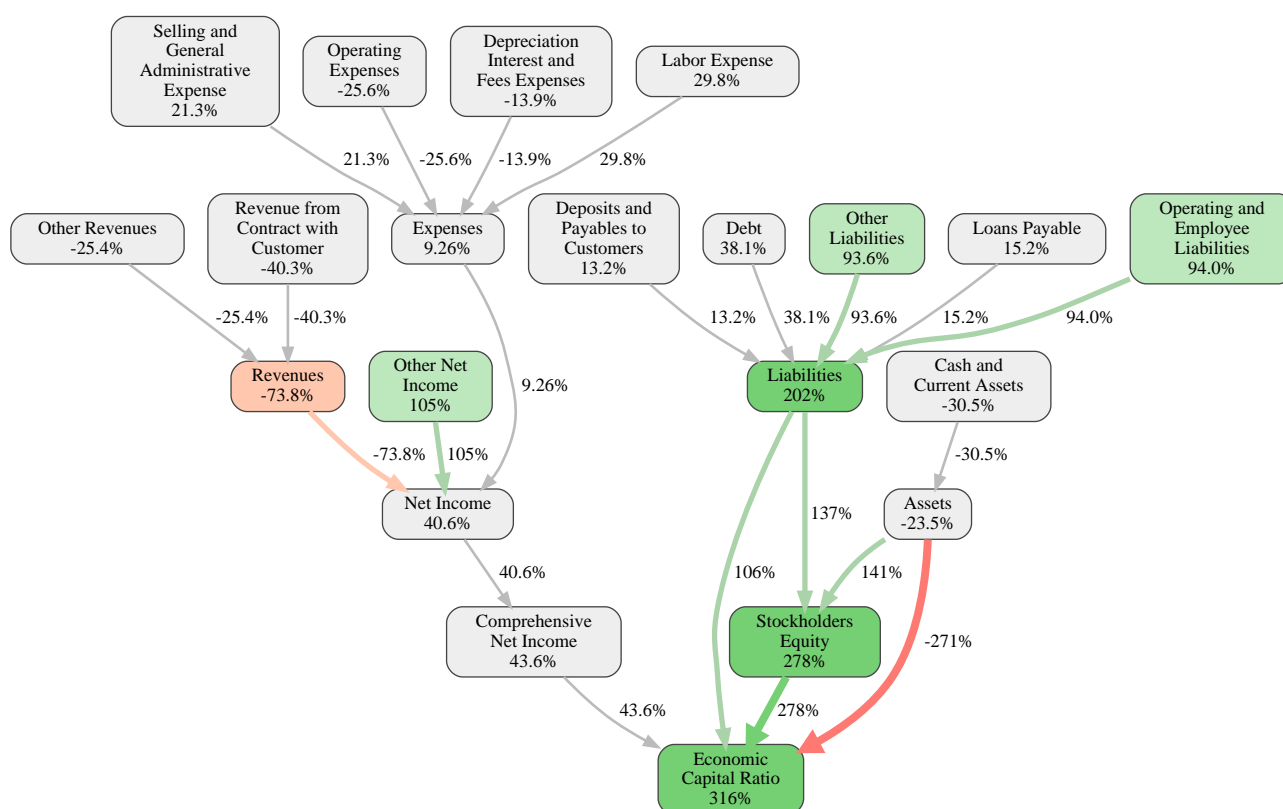 Selling and
General
Administrative
Expense
21.3%
Operating
Expenses
-25.6%
Depreciation
Interest and
Fees Expenses
-13.9%
Labor Expense
29.8%
21.3%
-25.6%
-13.9%
29.8%
Other Revenues
-25.4%
Revenue from
Contract with
Customer
-40.3%
Expenses
9.26%
Deposits and
Payables to
Customers
13.2%
Debt
38.1%
Other
Liabilities
93.6%
Loans Payable
15.2%
Operating and
Employee
Liabilities
94.0%
-25.4%
-40.3%
9.26%
13.2%
38.1%
93.6%
15.2%
94.0%
Revenues
-73.8%
Other Net
Income
105%
Liabilities
202%
Cash and
Current Assets
-30.5%
-73.8%
105%
-30.5%
Net Income
40.6%
137%
Assets
-23.5%
40.6%
106%
141%
-271%
Comprehensive
Net Income
43.6%
Stockholders
Equity
278%
43.6%
278%
Economic
Capital Ratio
316%